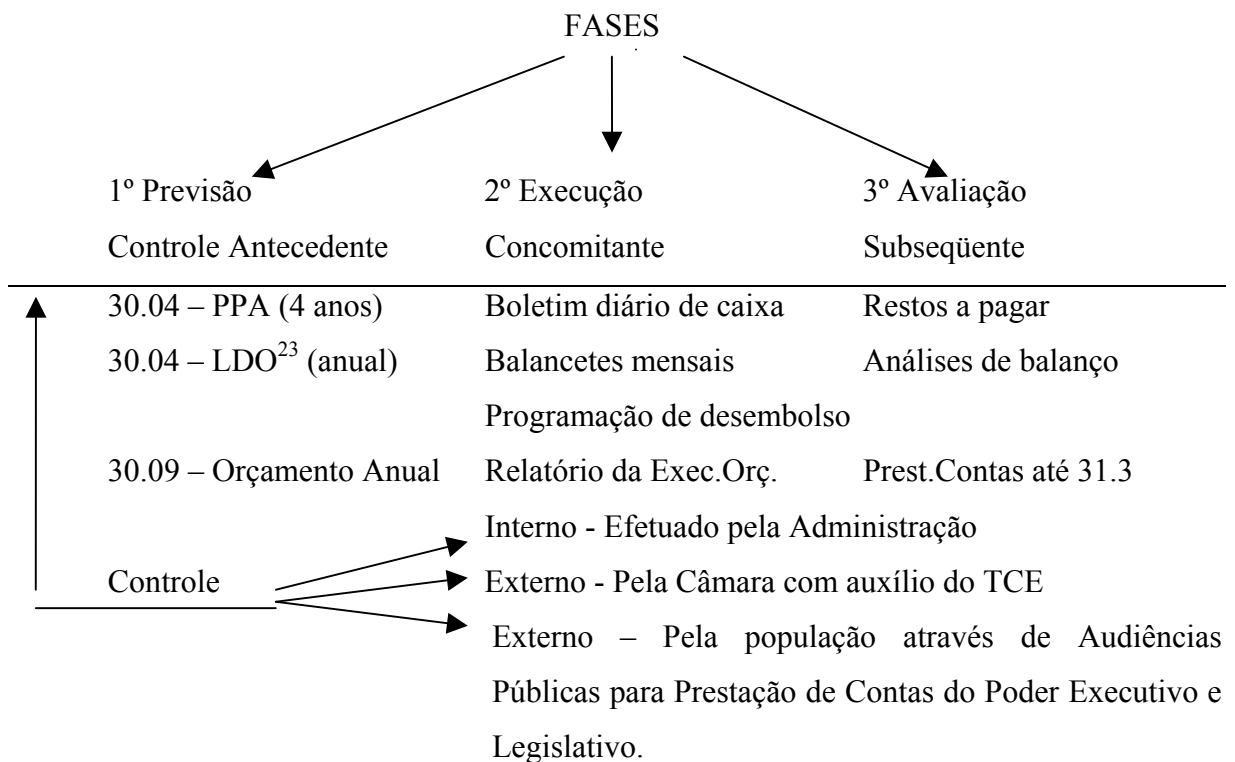 FASES
1º Previsão 2º Execução 3º Avaliação
Controle Antecedente Concomitante Subseqüente
30.04 – PPA (4 anos) Boletim diário de caixa Restos a pagar
30.04 – LDO23 (anual) Balancetes mensais Análises de balanço
Programação de desembolso
30.09 – Orçamento Anual Relatório da Exec.Orç. Prest.Contas até 31.3
Interno - Efetuado pela Administração
Controle Externo - Pela Câmara com auxílio do TCE
Externo – Pela população através de Audiências
Públicas para Prestação de Contas do Poder Executivo e
Legislativo.